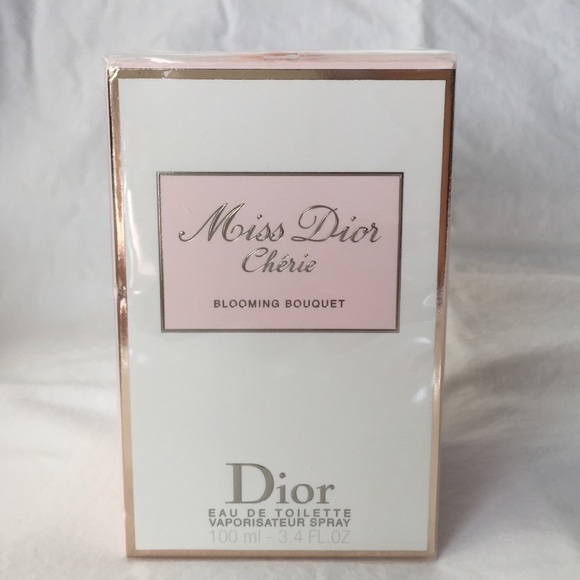 Miss Dior
Chérie
BLOOMING BOUQUET
Dior
EAU DE TOILETTE
VAPORISATEUR SPRAY
100 ml - 3.4 FL.OZ